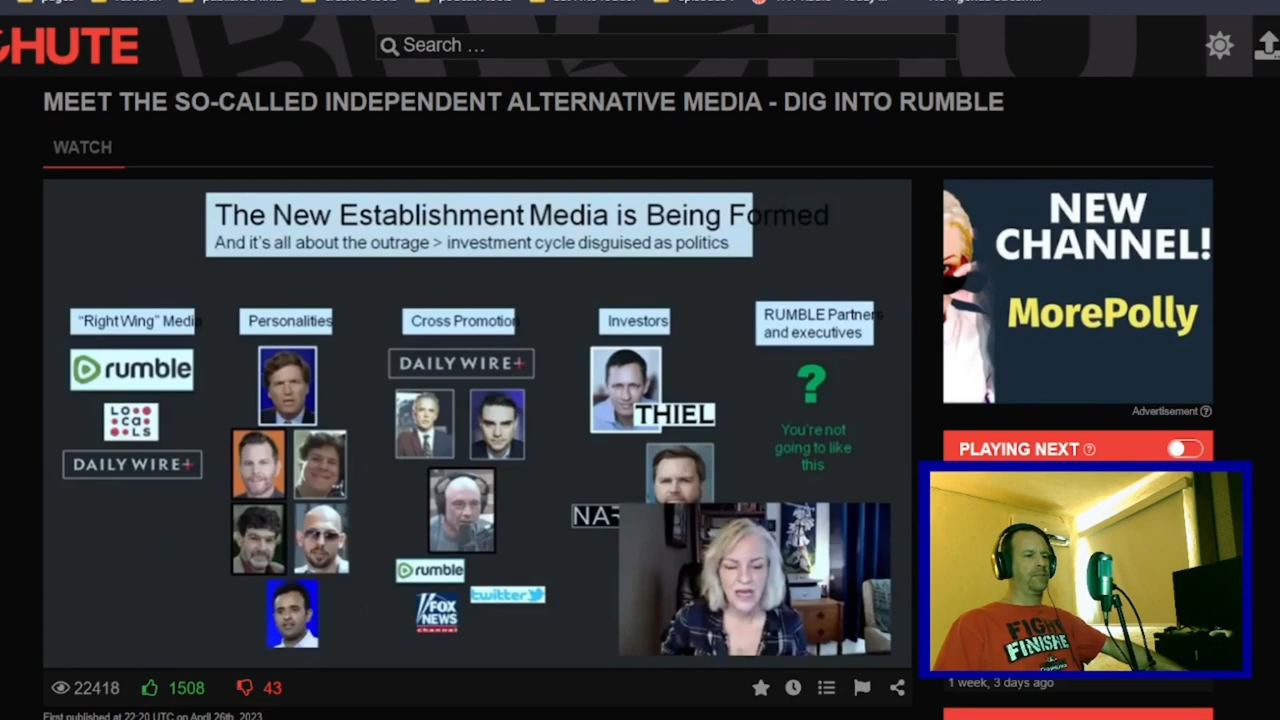 HUTE
Search ...
MEET THE SO-CALLED INDEPENDENT ALTERNATIVE MEDIA - DIG INTO RUMBLE
WATCH
The New Establishment Media is Being Formed
And it's all about the outrage > investment cycle disguised as politics
"Right Wing" Media
Personalities
Cross Promotion
Investors
RUMBLE Partners
and executives
rumble
LOCALS
DAILY WIRE+
DAILY WIRE+
rumble
FOX
NEWS
channel
twitter
THIEL
NAR
?
You're not
going to like
this
NEW
CHANNEL!
MorePolly
Advertisement ?
PLAYING NEXT ?
FIGHT
FINISHE
22418
1508
43
1 week, 3 days ago
First published at 22:20 UTC on April 26th, 2023